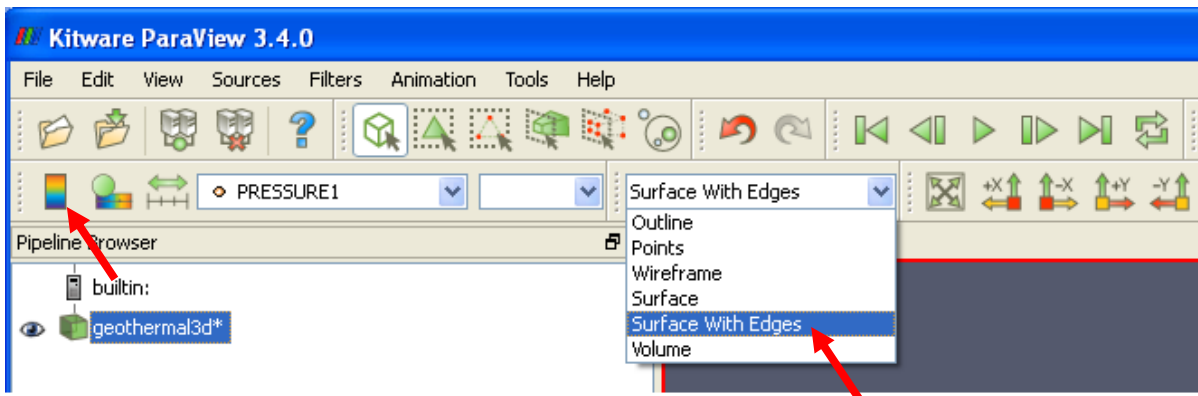 Kitware ParaView 3.4.0
File Edit View Sources Filters Animation Tools Help
?
PRESSURE1 Surface With Edges +X -X +Y -Y
Pipeline Browser
Outline
Points
Wireframe
Surface
Surface With Edges
Volume
builtin:
geothermal3d*